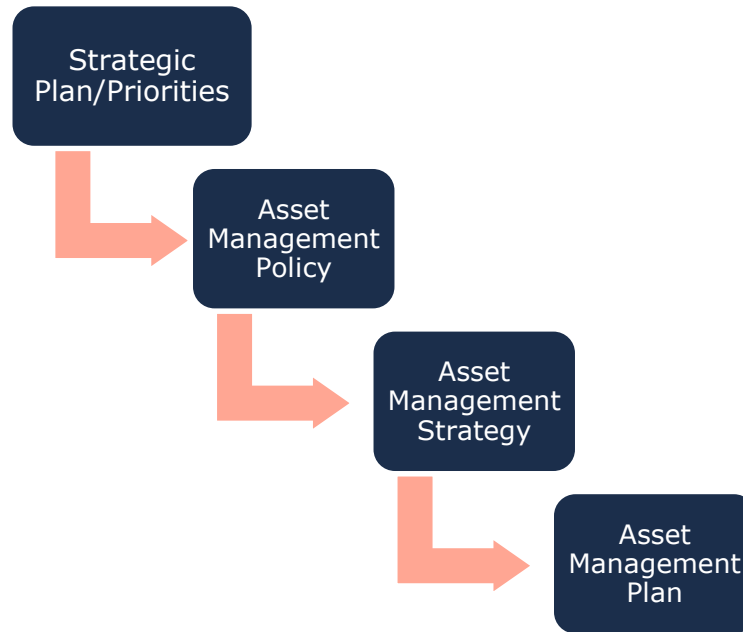 Strategic
Plan/Priorities
Asset
Management
Policy
Asset
Management
Strategy
Asset
Management
Plan